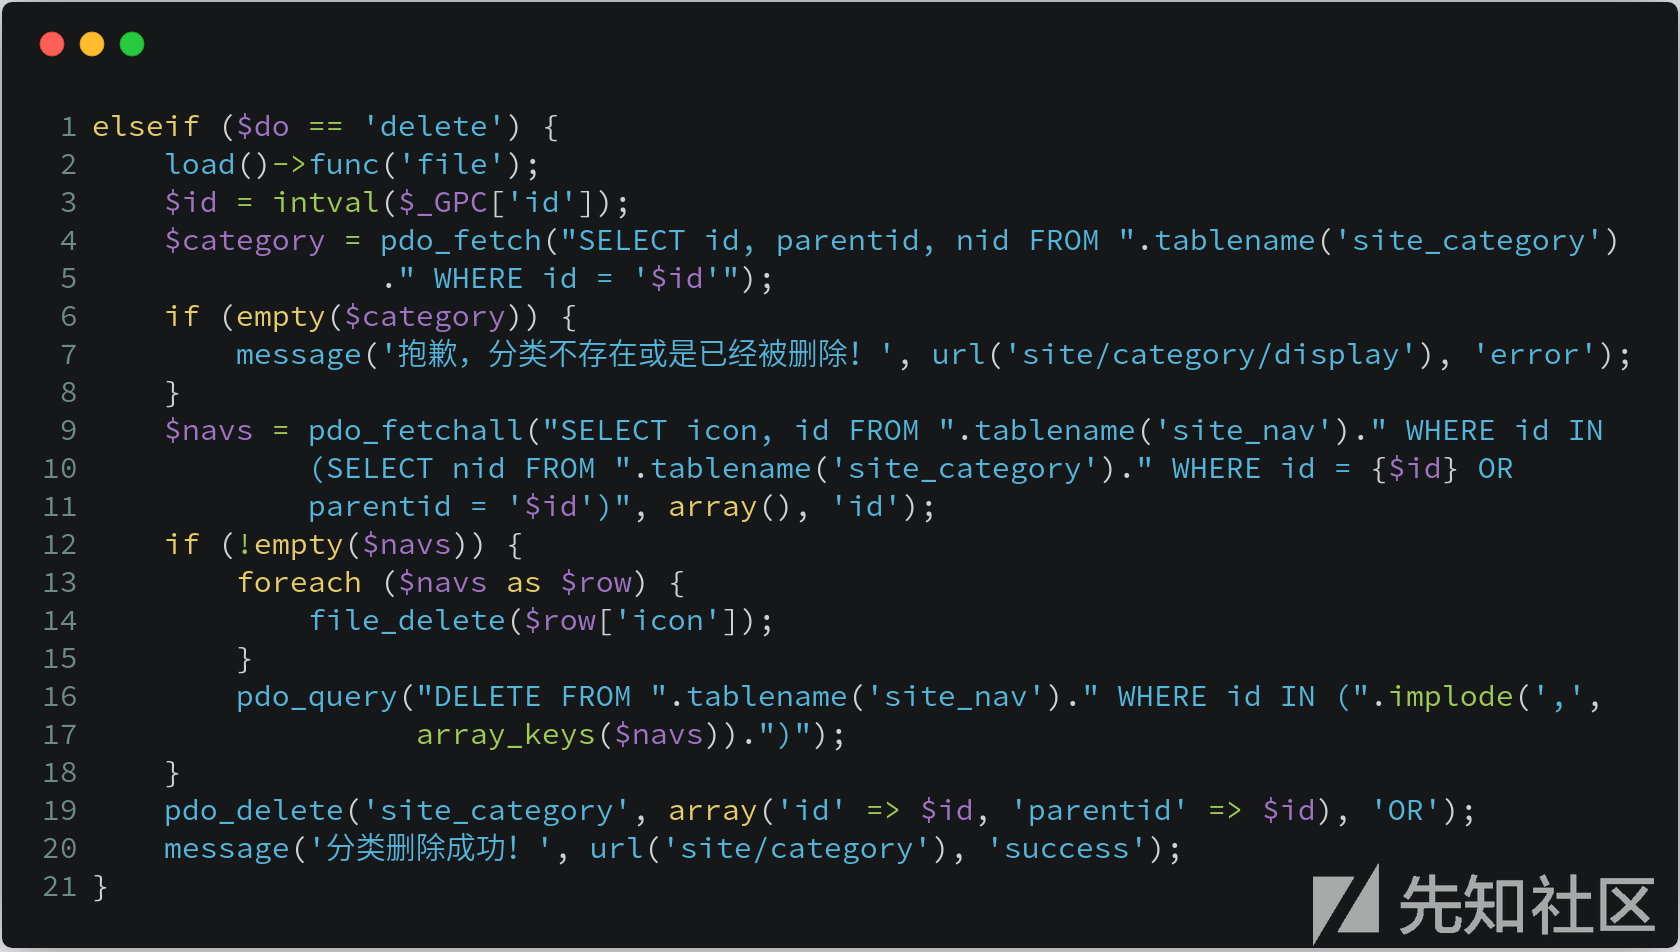 1 elseif ($do == 'delete') {
2     load()->func('file');
3     $id = intval($_GPC['id']);
4     $category = pdo_fetch("SELECT id, parentid, nid FROM ".tablename('site_category')
5                 ." WHERE id = '$id'");
6     if (empty($category)) {
7         message('抱歉，分类不存在或是已经被删除！', url('site/category/display'), 'error');
8     }
9     $navs = pdo_fetchall("SELECT icon, id FROM ".tablename('site_nav')." WHERE id IN
10             (SELECT nid FROM ".tablename('site_category')." WHERE id = {$id} OR
11             parentid = '$id')", array(), 'id');
12     if (!empty($navs)) {
13         foreach ($navs as $row) {
14             file_delete($row['icon']);
15         }
16         pdo_query("DELETE FROM ".tablename('site_nav')." WHERE id IN (".implode(',',
17                   array_keys($navs)).")");
18     }
19     pdo_delete('site_category', array('id' => $id, 'parentid' => $id), 'OR');
20     message('分类删除成功！', url('site/category'), 'success');
21 }
先知社区